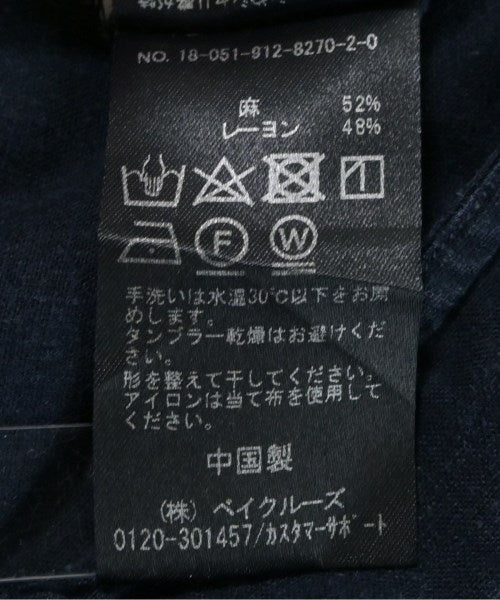 NO. 18-051-912-8270-2-0
麻 52%
レーヨン 48%
F W
手洗いは水温30℃以下をお薦
めします。
タンブラー乾燥はお避けくだ
さい。
形を整えて干してください。
アイロンは当て布を使用して
ください。
中国製
(株) ベイクルーズ
0120-301457/カスタマーサポート